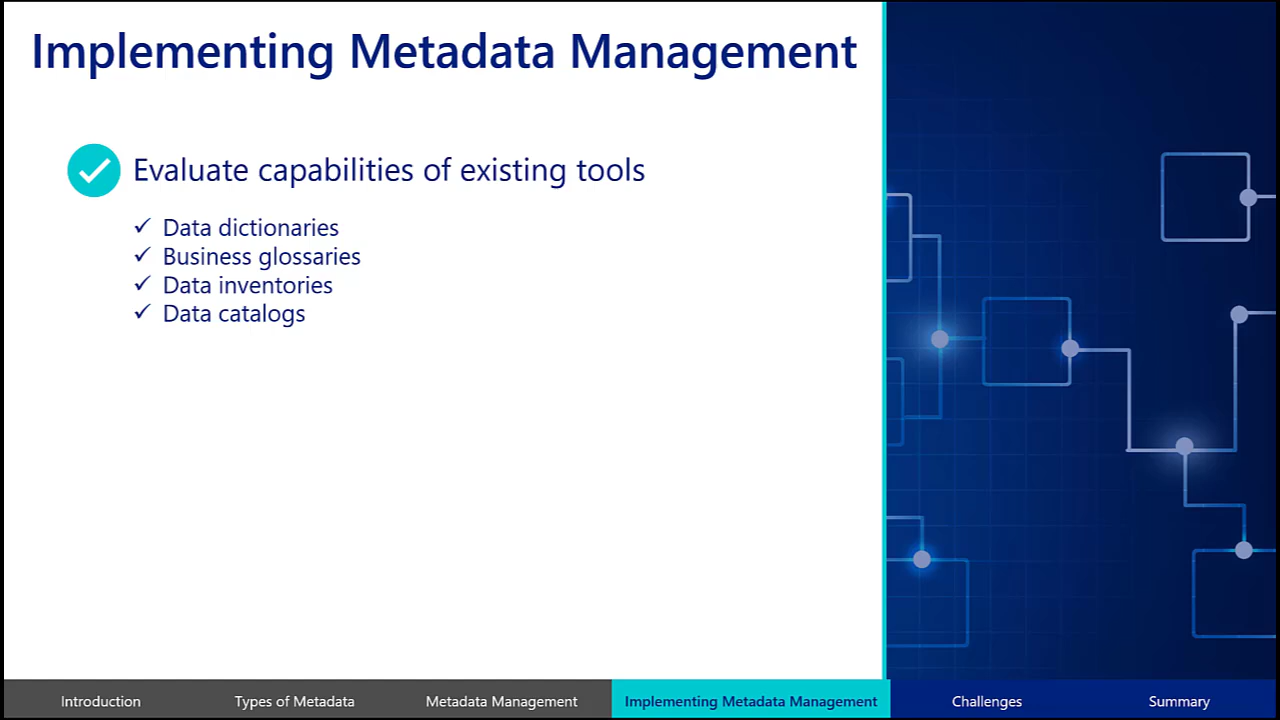 Implementing Metadata Management
Evaluate capabilities of existing tools
✓ Data dictionaries
✓ Business glossaries
✓ Data inventories
✓ Data catalogs
Introduction
Types of Metadata
Metadata Management
Implementing Metadata Management
Challenges
Summary